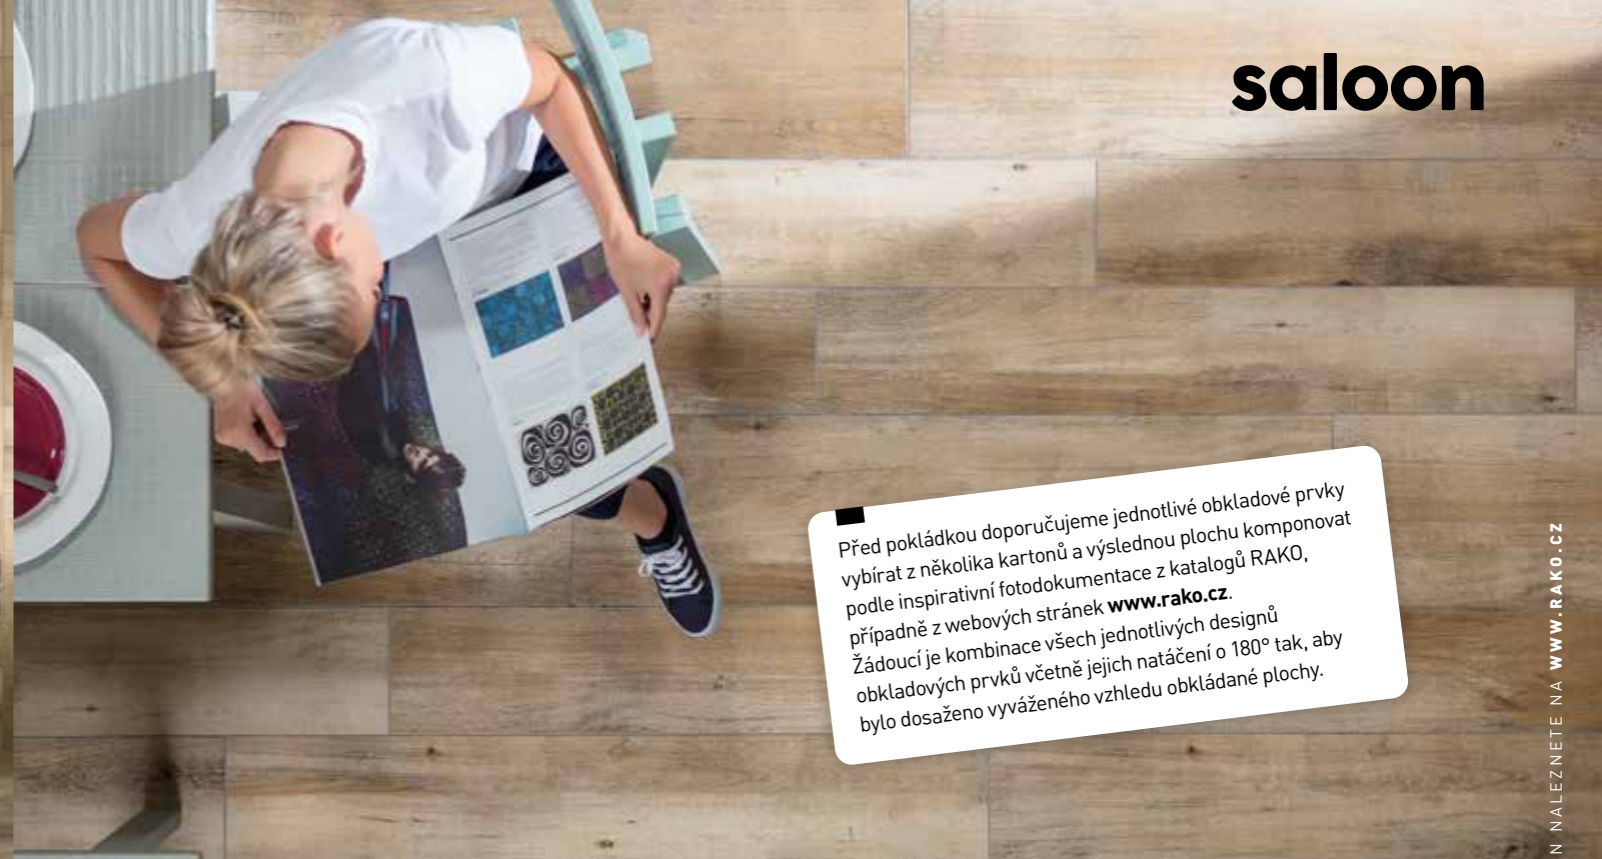 saloon
Před pokládkou doporučujeme jednotlivé obkladové prvky
vybírat z několika kartonů a výslednou plochu komponovat
podle inspirativní fotodokumentace z katalogů RAKO,
případně z webových stránek www.rako.cz.
Žádoucí je kombinace všech jednotlivých designů
obkladových prvků včetně jejich natáčení o 180° tak, aby
bylo dosaženo vyváženého vzhledu obkládané plochy.
N NALEZNETE NA WWW.RAKO.CZ